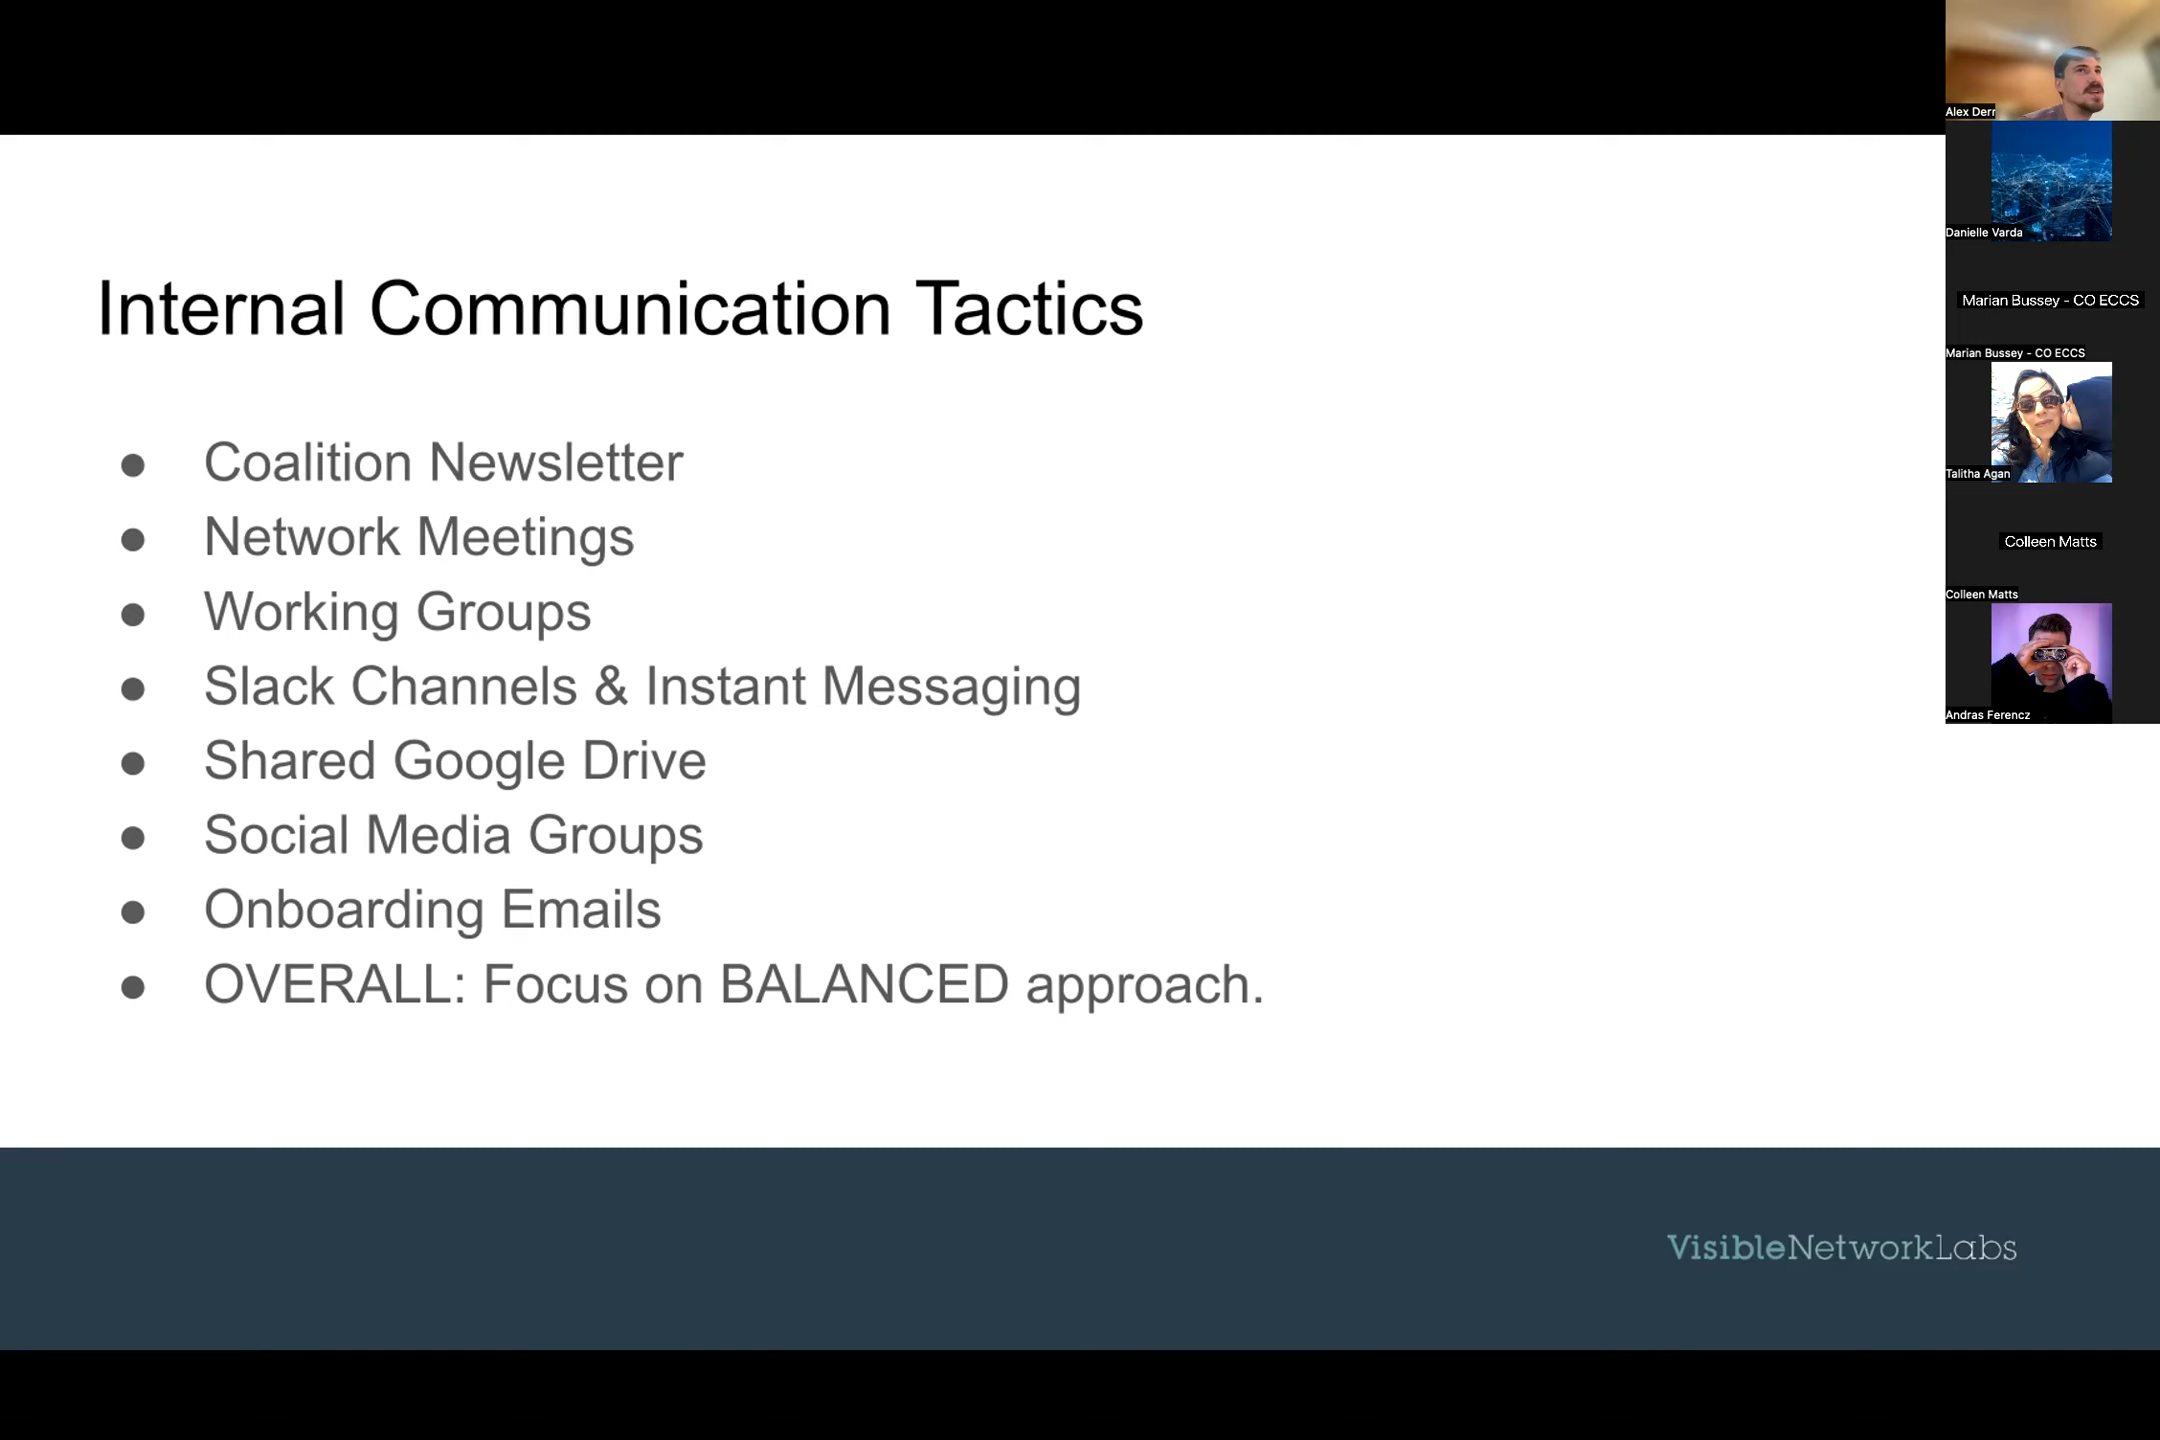 Internal Communication Tactics
● Coalition Newsletter
● Network Meetings
● Working Groups
● Slack Channels & Instant Messaging
● Shared Google Drive
● Social Media Groups
● Onboarding Emails
● OVERALL: Focus on BALANCED approach.
VisibleNetworkLabs
Alex Derr
Danielle Varda
Marian Bussey - CO ECCS
Marian Bussey - CO ECCS
Talitha Agan
Colleen Matts
Colleen Matts
Andras Ferencz